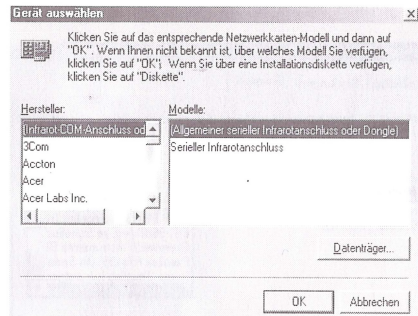 Gerät auswählen
Klicken Sie auf das entsprechende Netzwerkkarten-Modell und dann auf
"OK". Wenn Ihnen nicht bekannt ist, über welches Modell Sie verfügen,
klicken Sie auf "OK"; Wenn Sie über eine Installationsdiskette verfügen,
klicken Sie auf "Diskette".
Hersteller:
(Infrarot-COM-Anschluss od
3Com
Accton
Acer
Acer Labs Inc.
Modelle:
(Allgemeiner serieller Infrarotanschluss oder Dongle)
Serieller Infrarotanschluss
Datenträger...
OK
Abbrechen